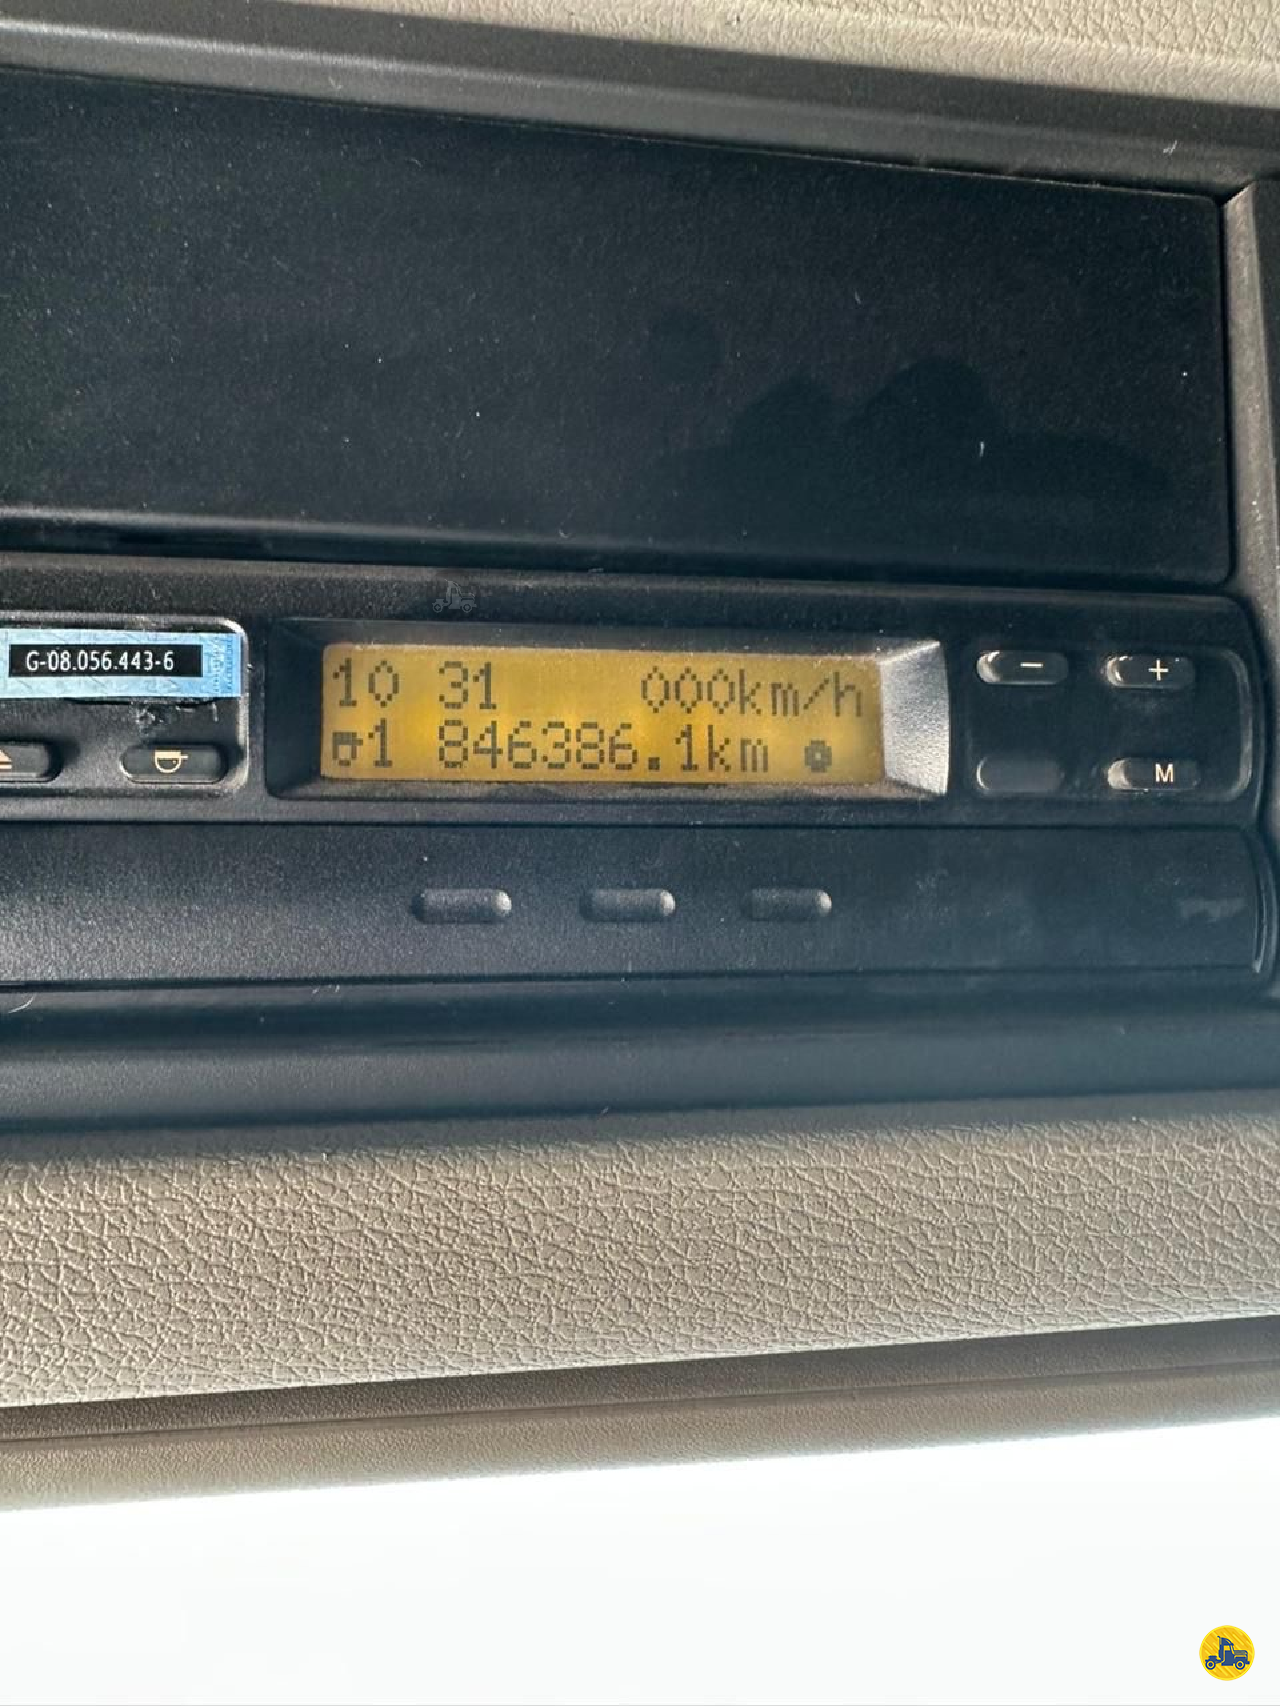 G-08.056.443-6
10 31 000km/h
1 846386.1km
−
+
M